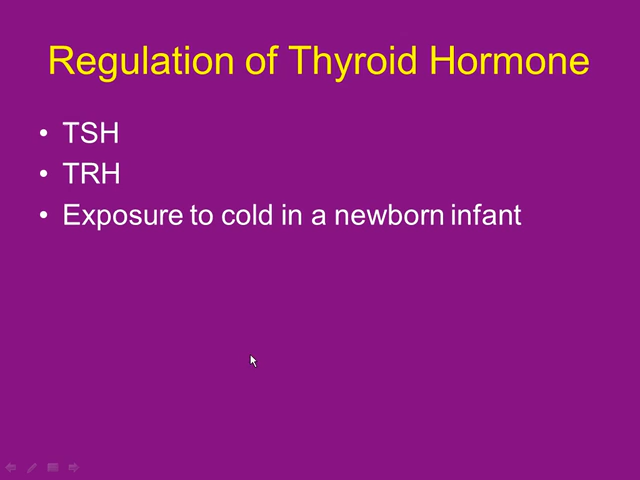 Regulation of Thyroid Hormone
• TSH
• TRH
• Exposure to cold in a newborn infant